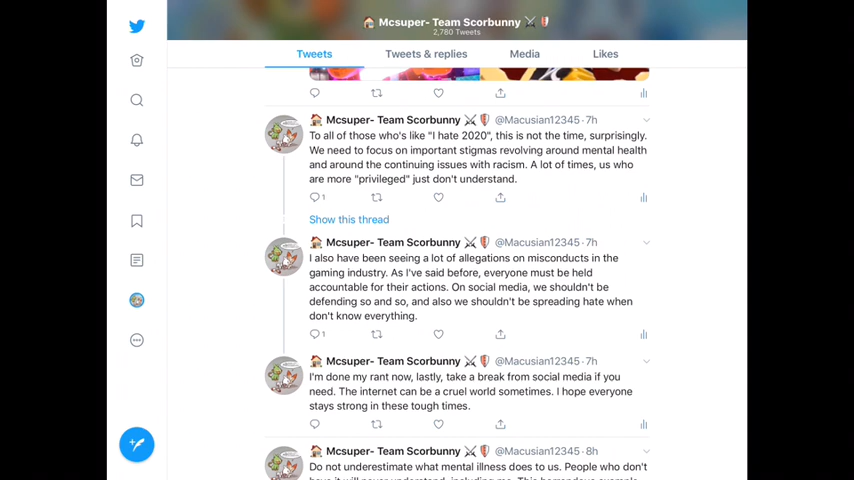 🏠 Mcsuper- Team Scorbunny ⚔️🛡
2,780 Tweets
Tweets
Tweets & replies
Media
Likes
🏠 Mcsuper- Team Scorbunny ⚔️🛡 @Macusian12345 · 7h
To all of those who's like "I hate 2020", this is not the time, surprisingly.
We need to focus on important stigmas revolving around mental health
and around the continuing issues with racism. A lot of times, us who
are more "privileged" just don't understand.
1
Show this thread
🏠 Mcsuper- Team Scorbunny ⚔️🛡 @Macusian12345 · 7h
I also have been seeing a lot of allegations on misconducts in the
gaming industry. As I've said before, everyone must be held
accountable for their actions. On social media, we shouldn't be
defending so and so, and also we shouldn't be spreading hate when
don't know everything.
1
🏠 Mcsuper- Team Scorbunny ⚔️🛡 @Macusian12345 · 7h
I'm done my rant now, lastly, take a break from social media if you
need. The internet can be a cruel world sometimes. I hope everyone
stays strong in these tough times.
🏠 Mcsuper- Team Scorbunny ⚔️🛡 @Macusian12345 · 8h
Do not underestimate what mental illness does to us. People who don't